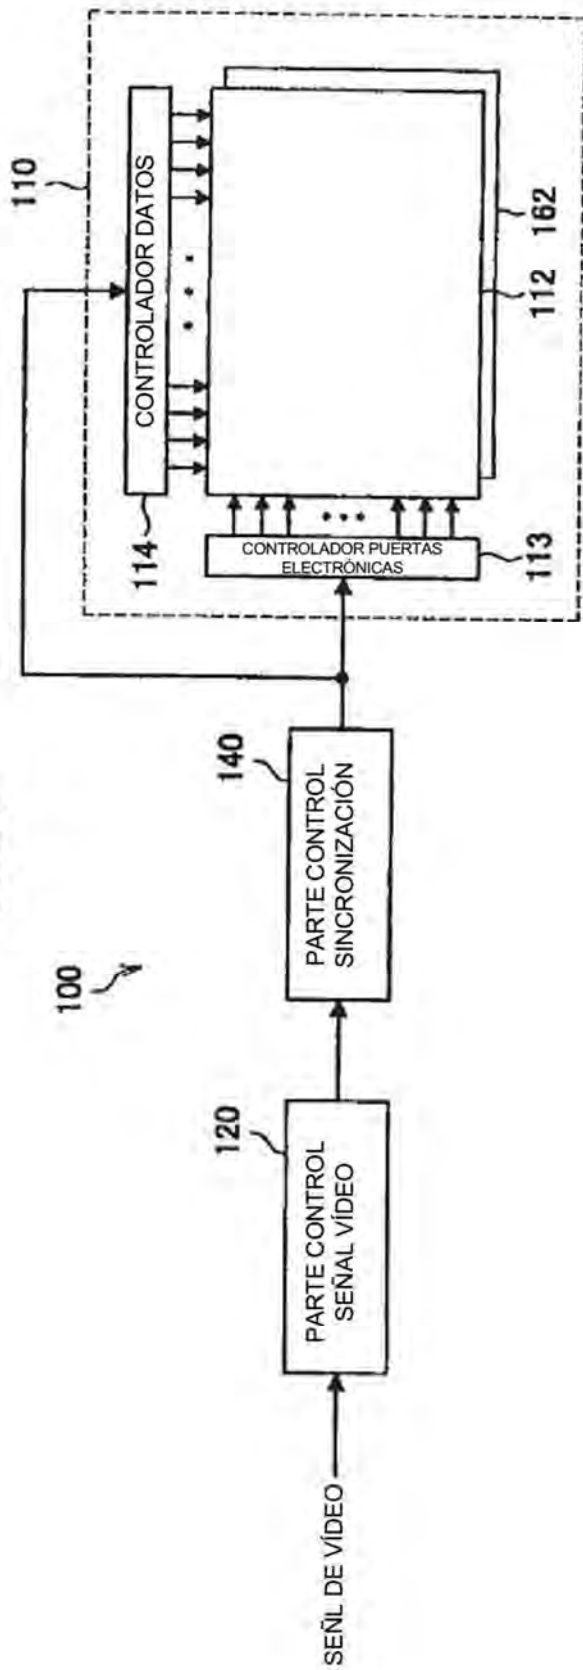 SEÑL DE VÍDEO
120
PARTE CONTROL
SEÑAL VÍDEO
100
140
PARTE CONTROL
SINCRONIZACIÓN
110
114
CONTROLADOR DATOS
CONTROLADOR PUERTAS
ELECTRÓNICAS
113
112
162